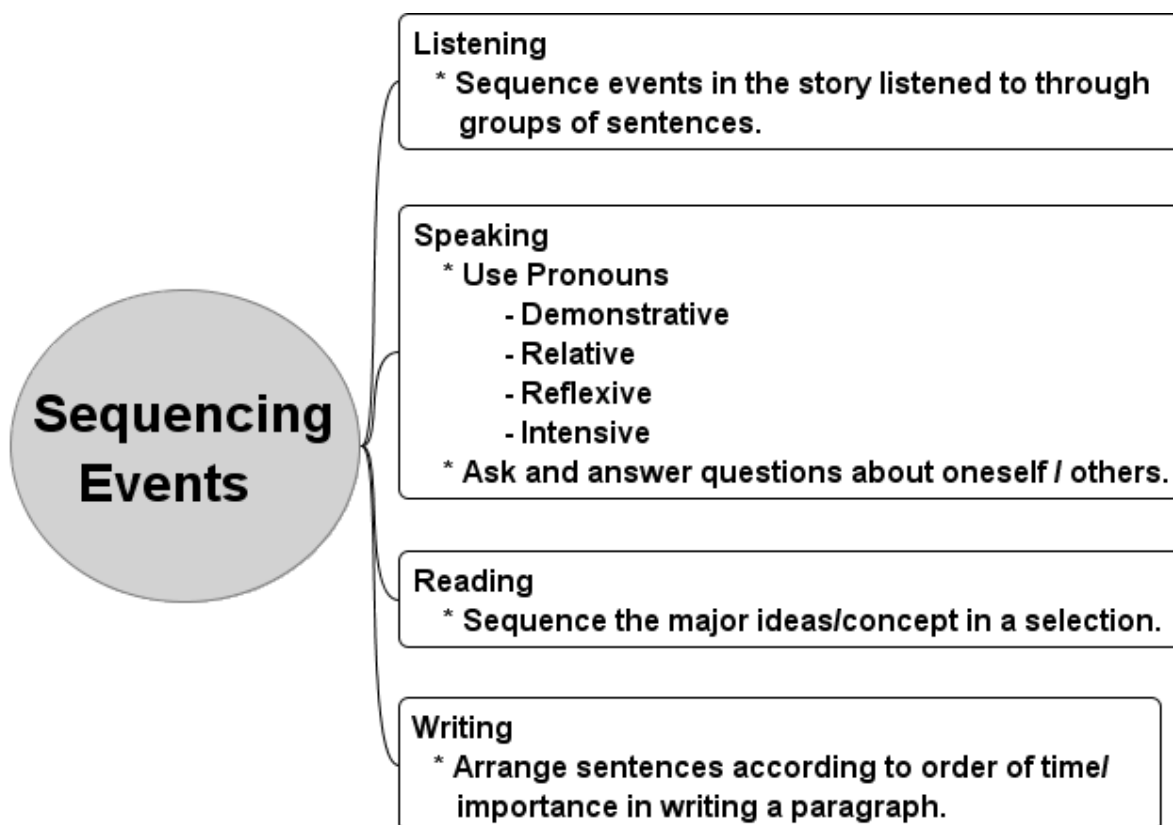 Sequencing
Events
Listening
* Sequence events in the story listened to through
groups of sentences.
Speaking
* Use Pronouns
- Demonstrative
- Relative
- Reflexive
- Intensive
* Ask and answer questions about oneself / others.
Reading
* Sequence the major ideas/concept in a selection.
Writing
* Arrange sentences according to order of time/
importance in writing a paragraph.